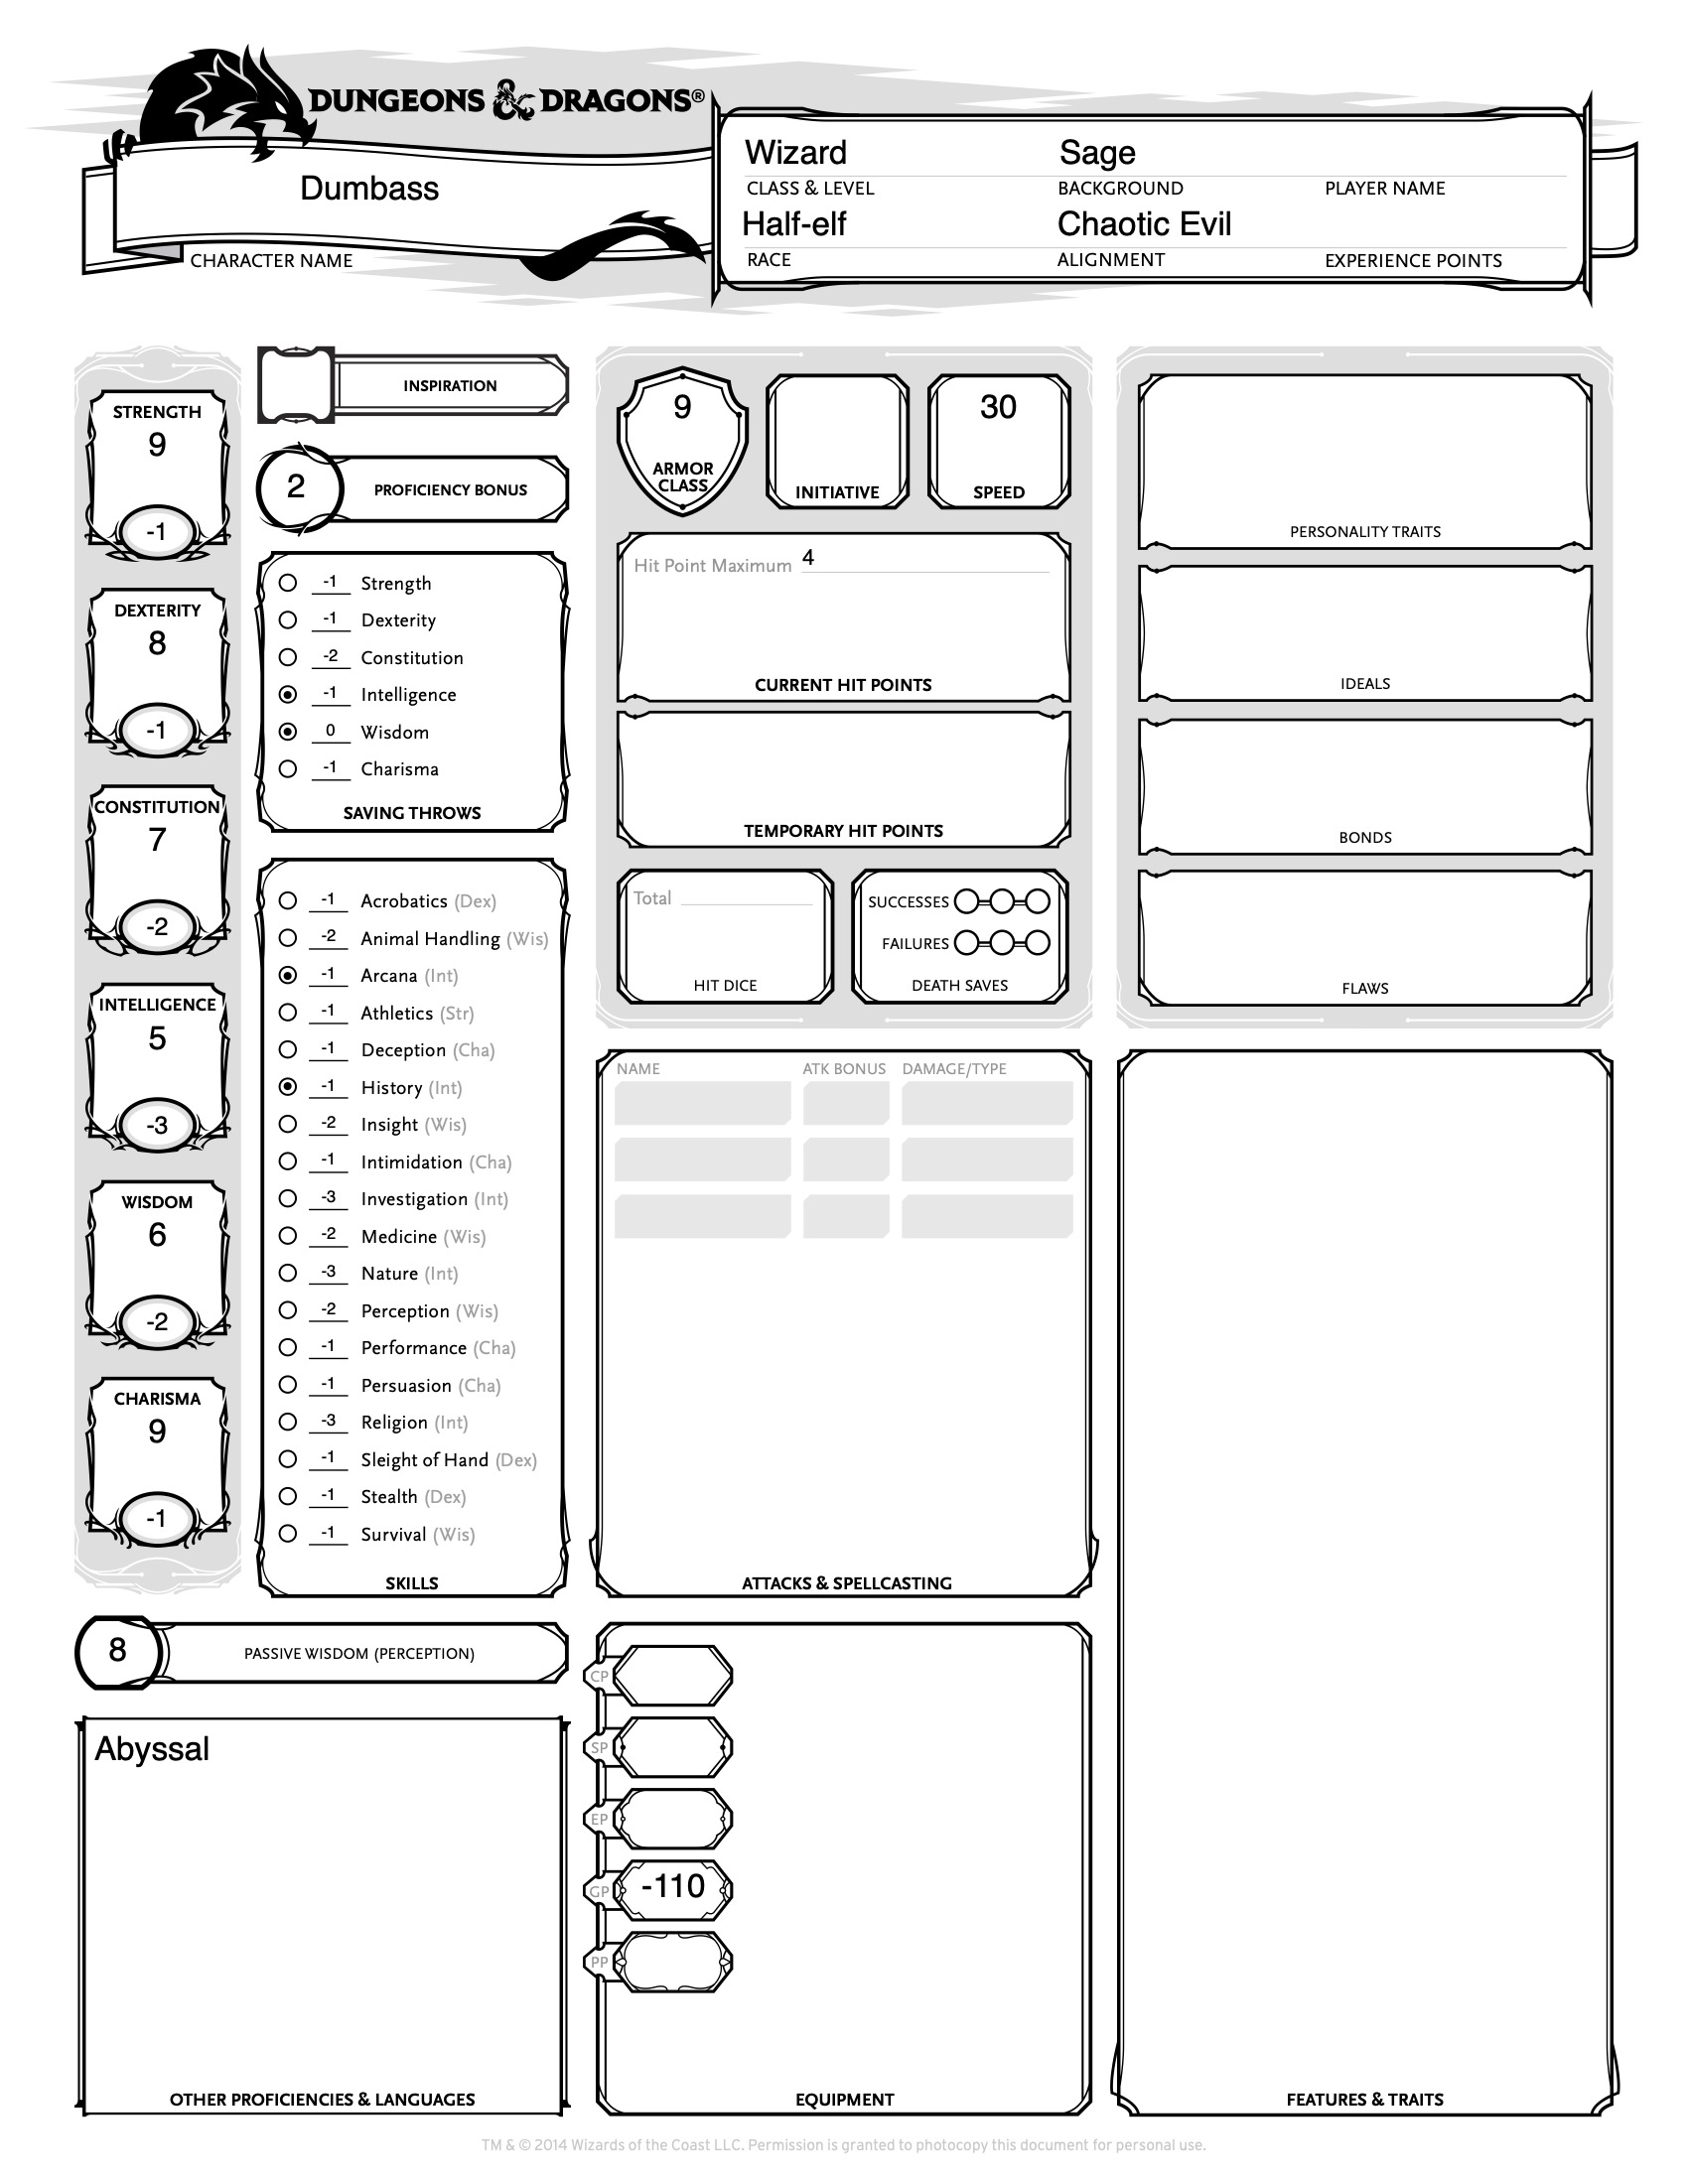 DUNGEONS & DRAGONS®
Dumbass
CHARACTER NAME
Wizard Sage
CLASS & LEVEL BACKGROUND PLAYER NAME
Half-elf Chaotic Evil
RACE ALIGNMENT EXPERIENCE POINTS
STRENGTH
9
-1
DEXTERITY
8
-1
CONSTITUTION
7
-2
INTELLIGENCE
5
-3
WISDOM
6
-2
CHARISMA
9
-1
INSPIRATION
2 PROFICIENCY BONUS
-1 Strength
-1 Dexterity
-2 Constitution
-1 Intelligence
0 Wisdom
-1 Charisma
SAVING THROWS
-1 Acrobatics (Dex)
-2 Animal Handling (Wis)
-1 Arcana (Int)
-1 Athletics (Str)
-1 Deception (Cha)
-1 History (Int)
-2 Insight (Wis)
-1 Intimidation (Cha)
-3 Investigation (Int)
-2 Medicine (Wis)
-3 Nature (Int)
-2 Perception (Wis)
-1 Performance (Cha)
-1 Persuasion (Cha)
-3 Religion (Int)
-1 Sleight of Hand (Dex)
-1 Stealth (Dex)
-1 Survival (Wis)
SKILLS
8 PASSIVE WISDOM (PERCEPTION)
Abyssal
OTHER PROFICIENCIES & LANGUAGES
9
ARMOR
CLASS
INITIATIVE
30
SPEED
Hit Point Maximum 4
CURRENT HIT POINTS
TEMPORARY HIT POINTS
Total
HIT DICE
SUCCESSES
FAILURES
DEATH SAVES
NAME ATK BONUS DAMAGE/TYPE
ATTACKS & SPELLCASTING
CP
SP
EP
GP -110
PP
EQUIPMENT
PERSONALITY TRAITS
IDEALS
BONDS
FLAWS
FEATURES & TRAITS
TM & © 2014 Wizards of the Coast LLC. Permission is granted to photocopy this document for personal use.